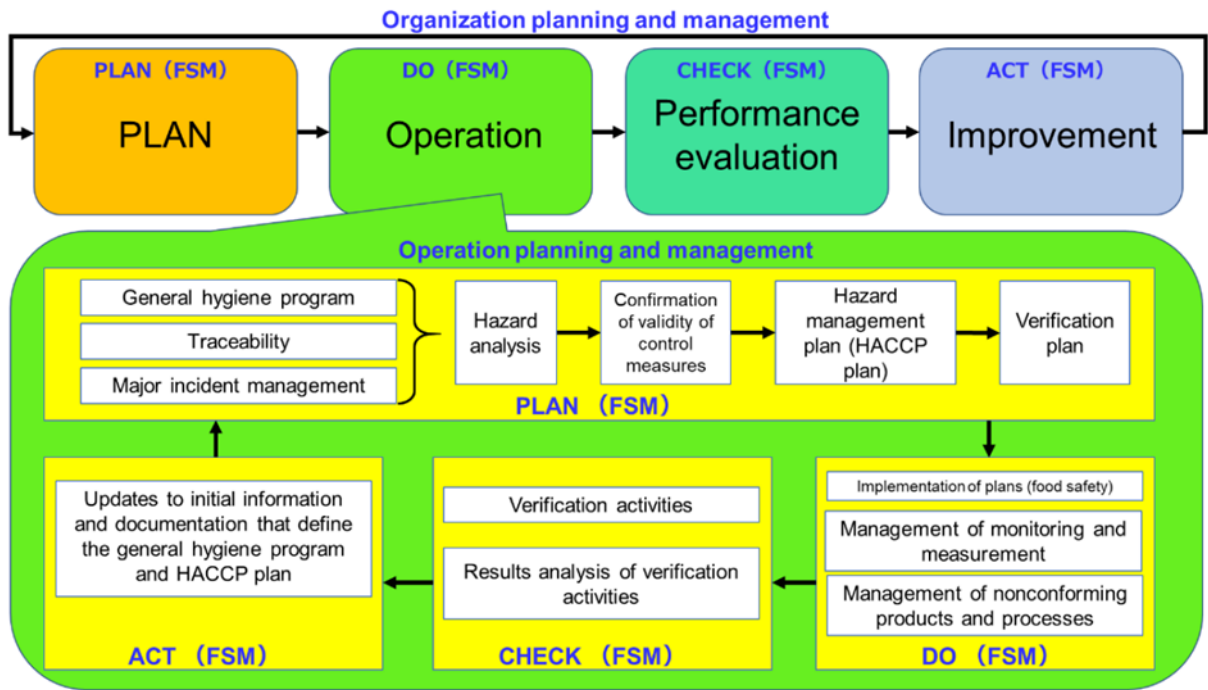 Organization planning and management
PLAN（FSM）
PLAN
DO（FSM）
Operation
CHECK（FSM）
Performance
evaluation
ACT（FSM）
Improvement
Operation planning and management
General hygiene program
Traceability
Major incident management
Hazard
analysis
Confirmation
of validity of
control
measures
Hazard
management
plan (HACCP
plan)
Verification
plan
PLAN （FSM）
Implementation of plans (food safety)
Management of monitoring and
measurement
Management of nonconforming
products and processes
DO （FSM）
Verification activities
Results analysis of verification
activities
CHECK （FSM）
Updates to initial information
and documentation that define
the general hygiene program
and HACCP plan
ACT （FSM）